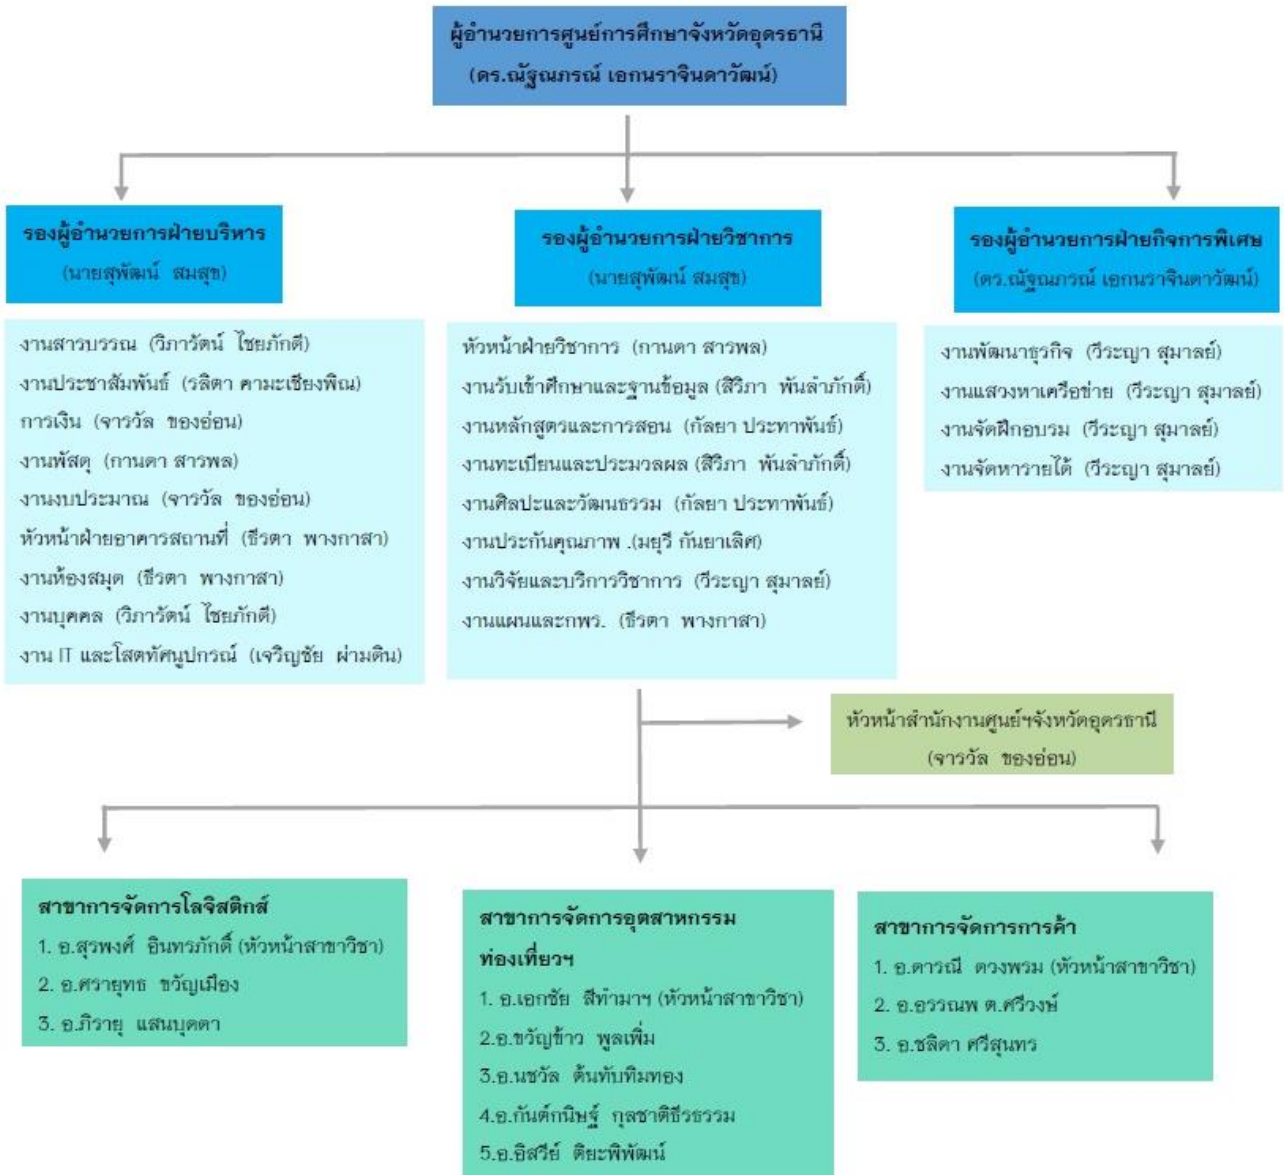 ผู้อำนวยการศูนย์การศึกษาจังหวัดอุดรธานี
(ดร.ณัฐณภรณ์ เอกนราจินดาวัฒน์)
รองผู้อำนวยการฝ่ายบริหาร
(นายสุพัฒน์ สมสุข)
งานสารบรรณ (วิภารัตน์ ไชยภักดี)
งานประชาสัมพันธ์ (รลิตา คามะเชียงพิณ)
การเงิน (จารวัล ของอ่อน)
งานพัสดุ (กานดา สารพล)
งานงบประมาณ (จารวัล ของอ่อน)
หัวหน้าฝ่ายอาคารสถานที่ (ธีรตา พางกาสา)
งานห้องสมุด (ธีรตา พางกาสา)
งานบุคคล (วิภารัตน์ ไชยภักดี)
งาน IT และโสตทัศนูปกรณ์ (เจริญชัย ผ่ามดิน)
รองผู้อำนวยการฝ่ายวิชาการ
(นายสุพัฒน์ สมสุข)
หัวหน้าฝ่ายวิชาการ (กานดา สารพล)
งานรับเข้าศึกษาและฐานข้อมูล (สิริภา พันลำภักดิ์)
งานหลักสูตรและการสอน (กัลยา ประทาพันธ์)
งานทะเบียนและประมวลผล (สิริภา พันลำภักดิ์)
งานศิลปะและวัฒนธรรม (กัลยา ประทาพันธ์)
งานประกันคุณภาพ .(มยุรี กันยาเลิศ)
งานวิจัยและบริการวิชาการ (วีระญา สุมาลย์)
งานแผนและกพร. (ธีรตา พางกาสา)
รองผู้อำนวยการฝ่ายกิจการพิเศษ
(ดร.ณัฐณภรณ์ เอกนราจินดาวัฒน์)
งานพัฒนาธุรกิจ (วีระญา สุมาลย์)
งานแสวงหาเครือข่าย (วีระญา สุมาลย์)
งานจัดฝึกอบรม (วีระญา สุมาลย์)
งานจัดหารายได้ (วีระญา สุมาลย์)
หัวหน้าสำนักงานศูนย์ฯจังหวัดอุดรธานี
(จารวัล ของอ่อน)
สาขาการจัดการโลจิสติกส์
1. อ.สุรพงศ์ อินทรภักดิ์ (หัวหน้าสาขาวิชา)
2. อ.ศรายุทธ ขวัญเมือง
3. อ.ภิรายุ แสนบุดดา
สาขาการจัดการอุตสาหกรรม
ท่องเที่ยวฯ
1. อ.เอกชัย สีทำมาฯ (หัวหน้าสาขาวิชา)
2.อ.ขวัญข้าว พูลเพิ่ม
3.อ.นชวัล ต้นทับทิมทอง
4.อ.กันต์กนิษฐ์ กุลชาติธีรธรรม
5.อ.อิสวีย์ ติยะพิพัฒน์
สาขาการจัดการการค้า
1. อ.ดารณี ดวงพรม (หัวหน้าสาขาวิชา)
2. อ.อรรณพ ต.ศรีวงษ์
3. อ.ชลิตา ศรีสุนทร